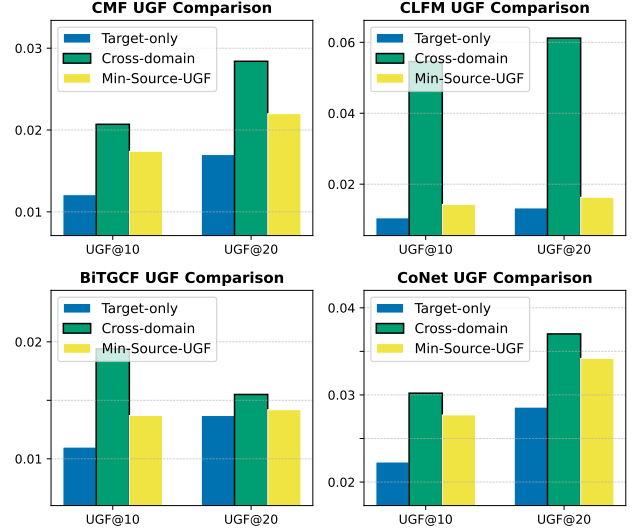 CMF UGF Comparison
0.03
0.02
0.01
Target-only
Cross-domain
Min-Source-UGF
UGF@10
UGF@20
CLFM UGF Comparison
0.06
0.04
0.02
Target-only
Cross-domain
Min-Source-UGF
UGF@10
UGF@20
BiTGCF UGF Comparison
0.02
0.01
Target-only
Cross-domain
Min-Source-UGF
UGF@10
UGF@20
CoNet UGF Comparison
0.04
0.03
0.02
Target-only
Cross-domain
Min-Source-UGF
UGF@10
UGF@20